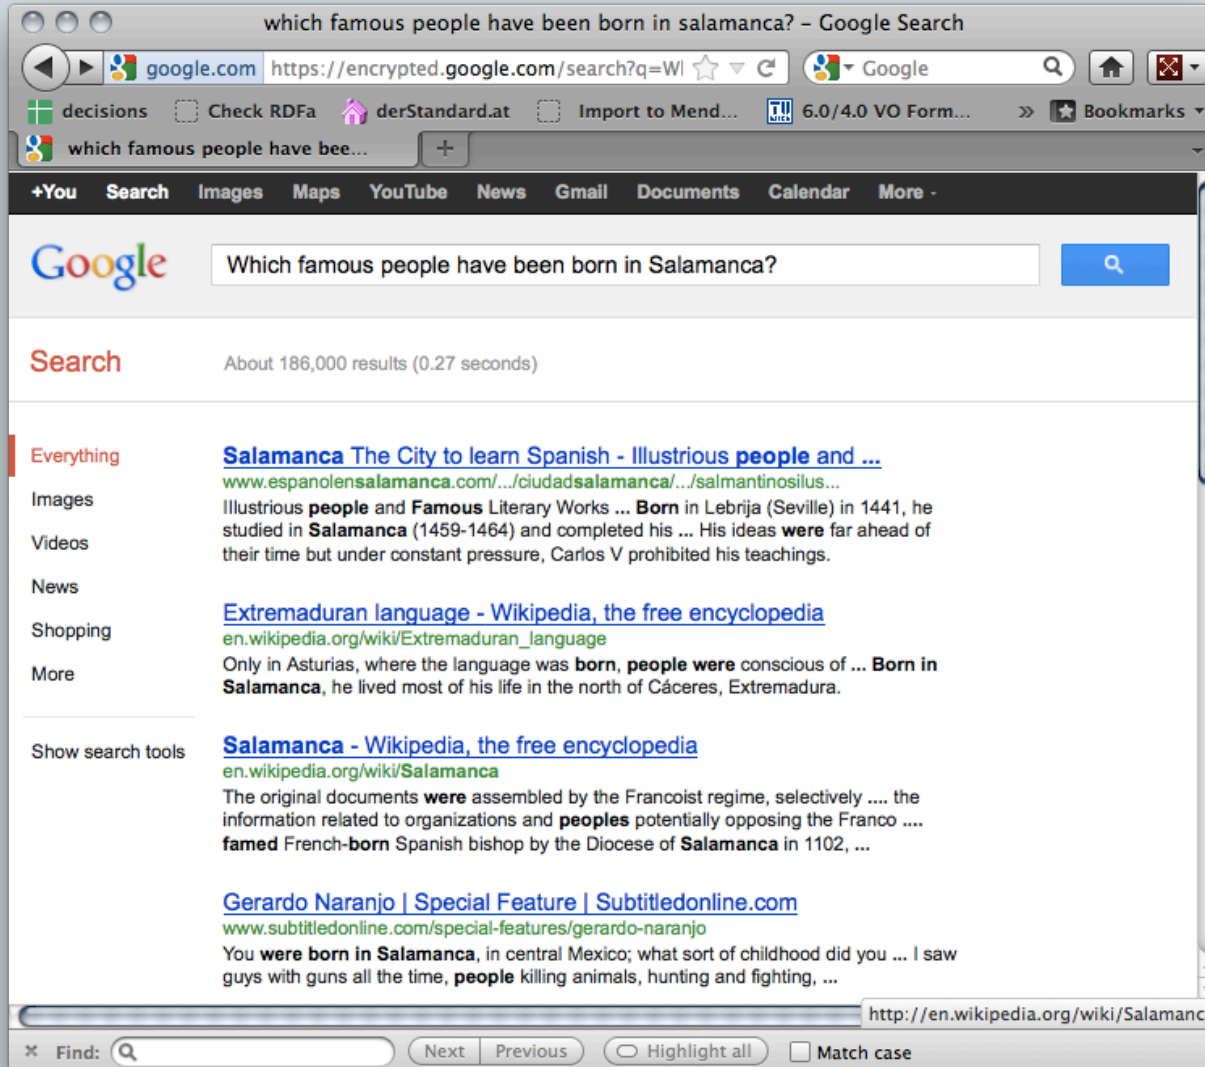 which famous people have been born in salamanca? – Google Search
google.com https://encrypted.google.com/search?q=Wl Google
decisions Check RDFa derStandard.at Import to Mend... TU WIEN 6.0/4.0 VO Form... » Bookmarks
which famous people have bee... +
+You Search Images Maps YouTube News Gmail Documents Calendar More
Google Which famous people have been born in Salamanca?
Search About 186,000 results (0.27 seconds)
Everything
Images
Videos
News
Shopping
More
Show search tools
Salamanca The City to learn Spanish - Illustrious people and ...
www.espanolensalamanca.com/.../ciudadsalamanca/.../salmantinosilus...
Illustrious people and Famous Literary Works ... Born in Lebrija (Seville) in 1441, he
studied in Salamanca (1459-1464) and completed his ... His ideas were far ahead of
their time but under constant pressure, Carlos V prohibited his teachings.
Extremaduran language - Wikipedia, the free encyclopedia
en.wikipedia.org/wiki/Extremaduran_language
Only in Asturias, where the language was born, people were conscious of ... Born in
Salamanca, he lived most of his life in the north of Cáceres, Extremadura.
Salamanca - Wikipedia, the free encyclopedia
en.wikipedia.org/wiki/Salamanca
The original documents were assembled by the Francoist regime, selectively .... the
information related to organizations and peoples potentially opposing the Franco ....
famed French-born Spanish bishop by the Diocese of Salamanca in 1102, ...
Gerardo Naranjo | Special Feature | Subtitledonline.com
www.subtitledonline.com/special-features/gerardo-naranjo
You were born in Salamanca, in central Mexico; what sort of childhood did you ... I saw
guys with guns all the time, people killing animals, hunting and fighting, ...
http://en.wikipedia.org/wiki/Salamanc
× Find: Next Previous Highlight all Match case